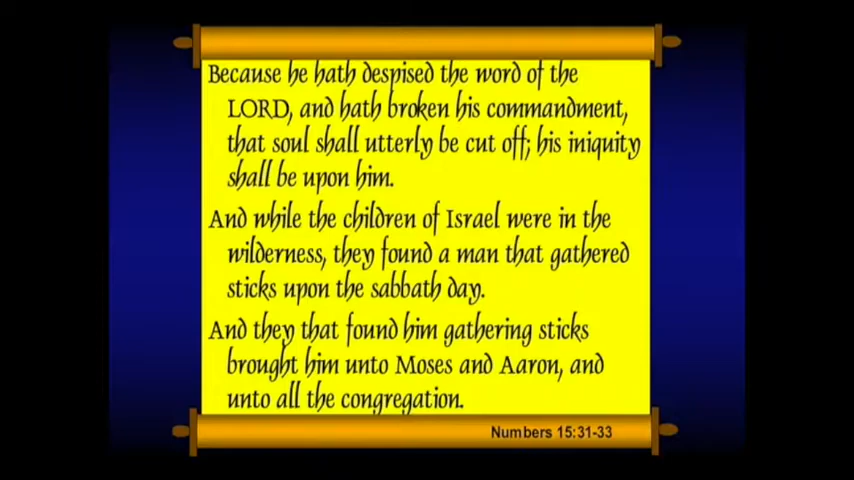 Because he hath despised the word of the
LORD, and hath broken his commandment,
that soul shall utterly be cut off; his iniquity
shall be upon him.
And while the children of Israel were in the
wilderness, they found a man that gathered
sticks upon the sabbath day.
And they that found him gathering sticks
brought him unto Moses and Aaron, and
unto all the congregation.
Numbers 15:31-33